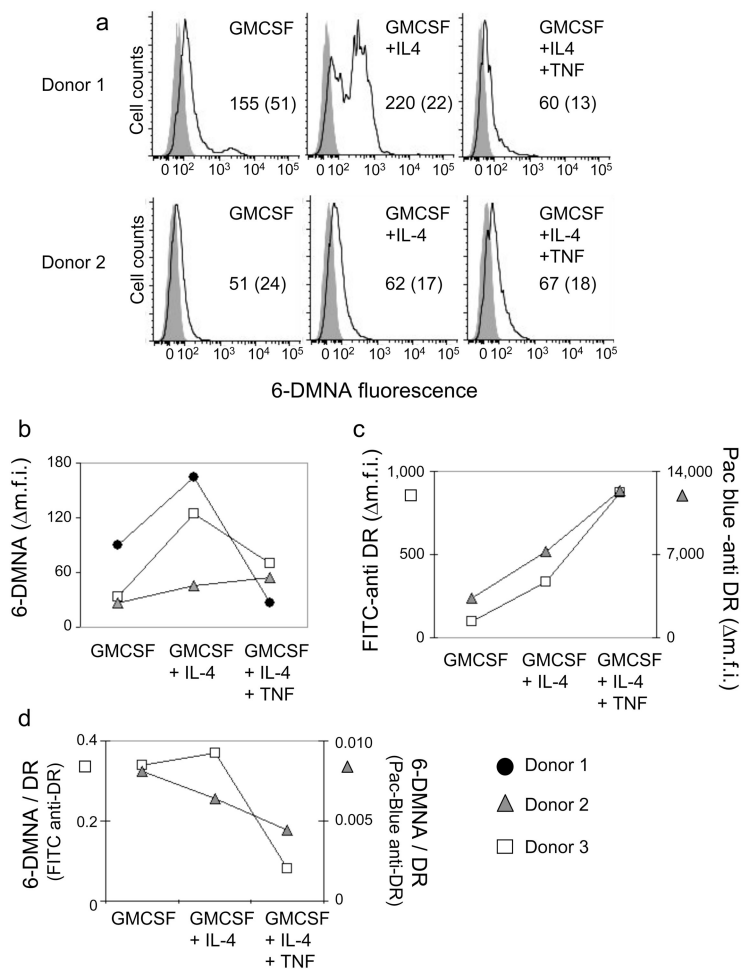 a
Donor 1
Cell counts
GMCSF
155 (51)
0 10² 10³ 10⁴ 10⁵
GMCSF
+IL4
220 (22)
0 10² 10³ 10⁴ 10⁵
GMCSF
+IL4
+TNF
60 (13)
0 10² 10³ 10⁴ 10⁵
Donor 2
Cell counts
GMCSF
51 (24)
0 10² 10³ 10⁴ 10⁵
GMCSF
+IL-4
62 (17)
0 10² 10³ 10⁴ 10⁵
GMCSF
+IL-4
+TNF
67 (18)
0 10² 10³ 10⁴ 10⁵
6-DMNA fluorescence
b
6-DMNA (Δm.f.i.)
180
120
60
0
GMCSF
GMCSF
+ IL-4
GMCSF
+ IL-4
+ TNF
c
FITC-anti DR (Δm.f.i.)
1,000
500
0
Pac blue -anti DR (Δm.f.i.)
14,000
7,000
0
GMCSF
GMCSF
+ IL-4
GMCSF
+ IL-4
+ TNF
d
6-DMNA / DR
(FITC anti-DR)
0.4
0.2
0
6-DMNA / DR
(Pac-Blue anti-DR)
0.010
0.005
0
GMCSF
GMCSF
+ IL-4
GMCSF
+ IL-4
+ TNF
Donor 1
Donor 2
Donor 3